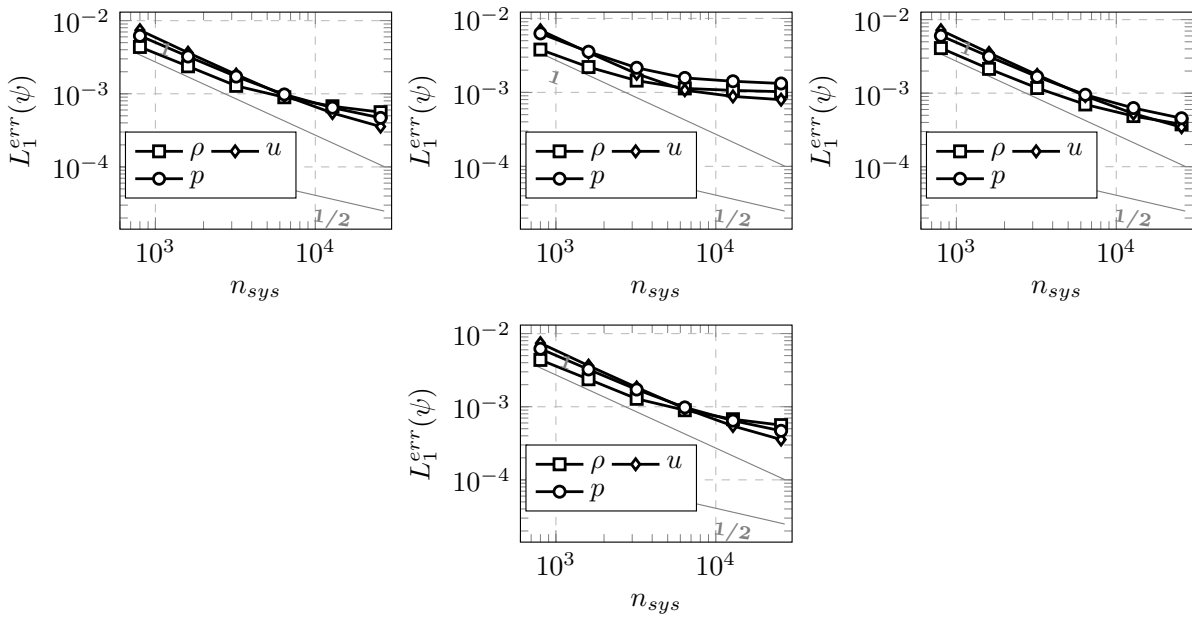 10^{-2}
10^{-3}
10^{-4}
L_1^{err}(ψ)
1
ρ u
p
1/2
10^3 10^4
n_{sys}
10^{-2}
10^{-3}
10^{-4}
L_1^{err}(ψ)
1
ρ u
p
1/2
10^3 10^4
n_{sys}
10^{-2}
10^{-3}
10^{-4}
L_1^{err}(ψ)
1
ρ u
p
1/2
10^3 10^4
n_{sys}
10^{-2}
10^{-3}
10^{-4}
L_1^{err}(ψ)
1
ρ u
p
1/2
10^3 10^4
n_{sys}